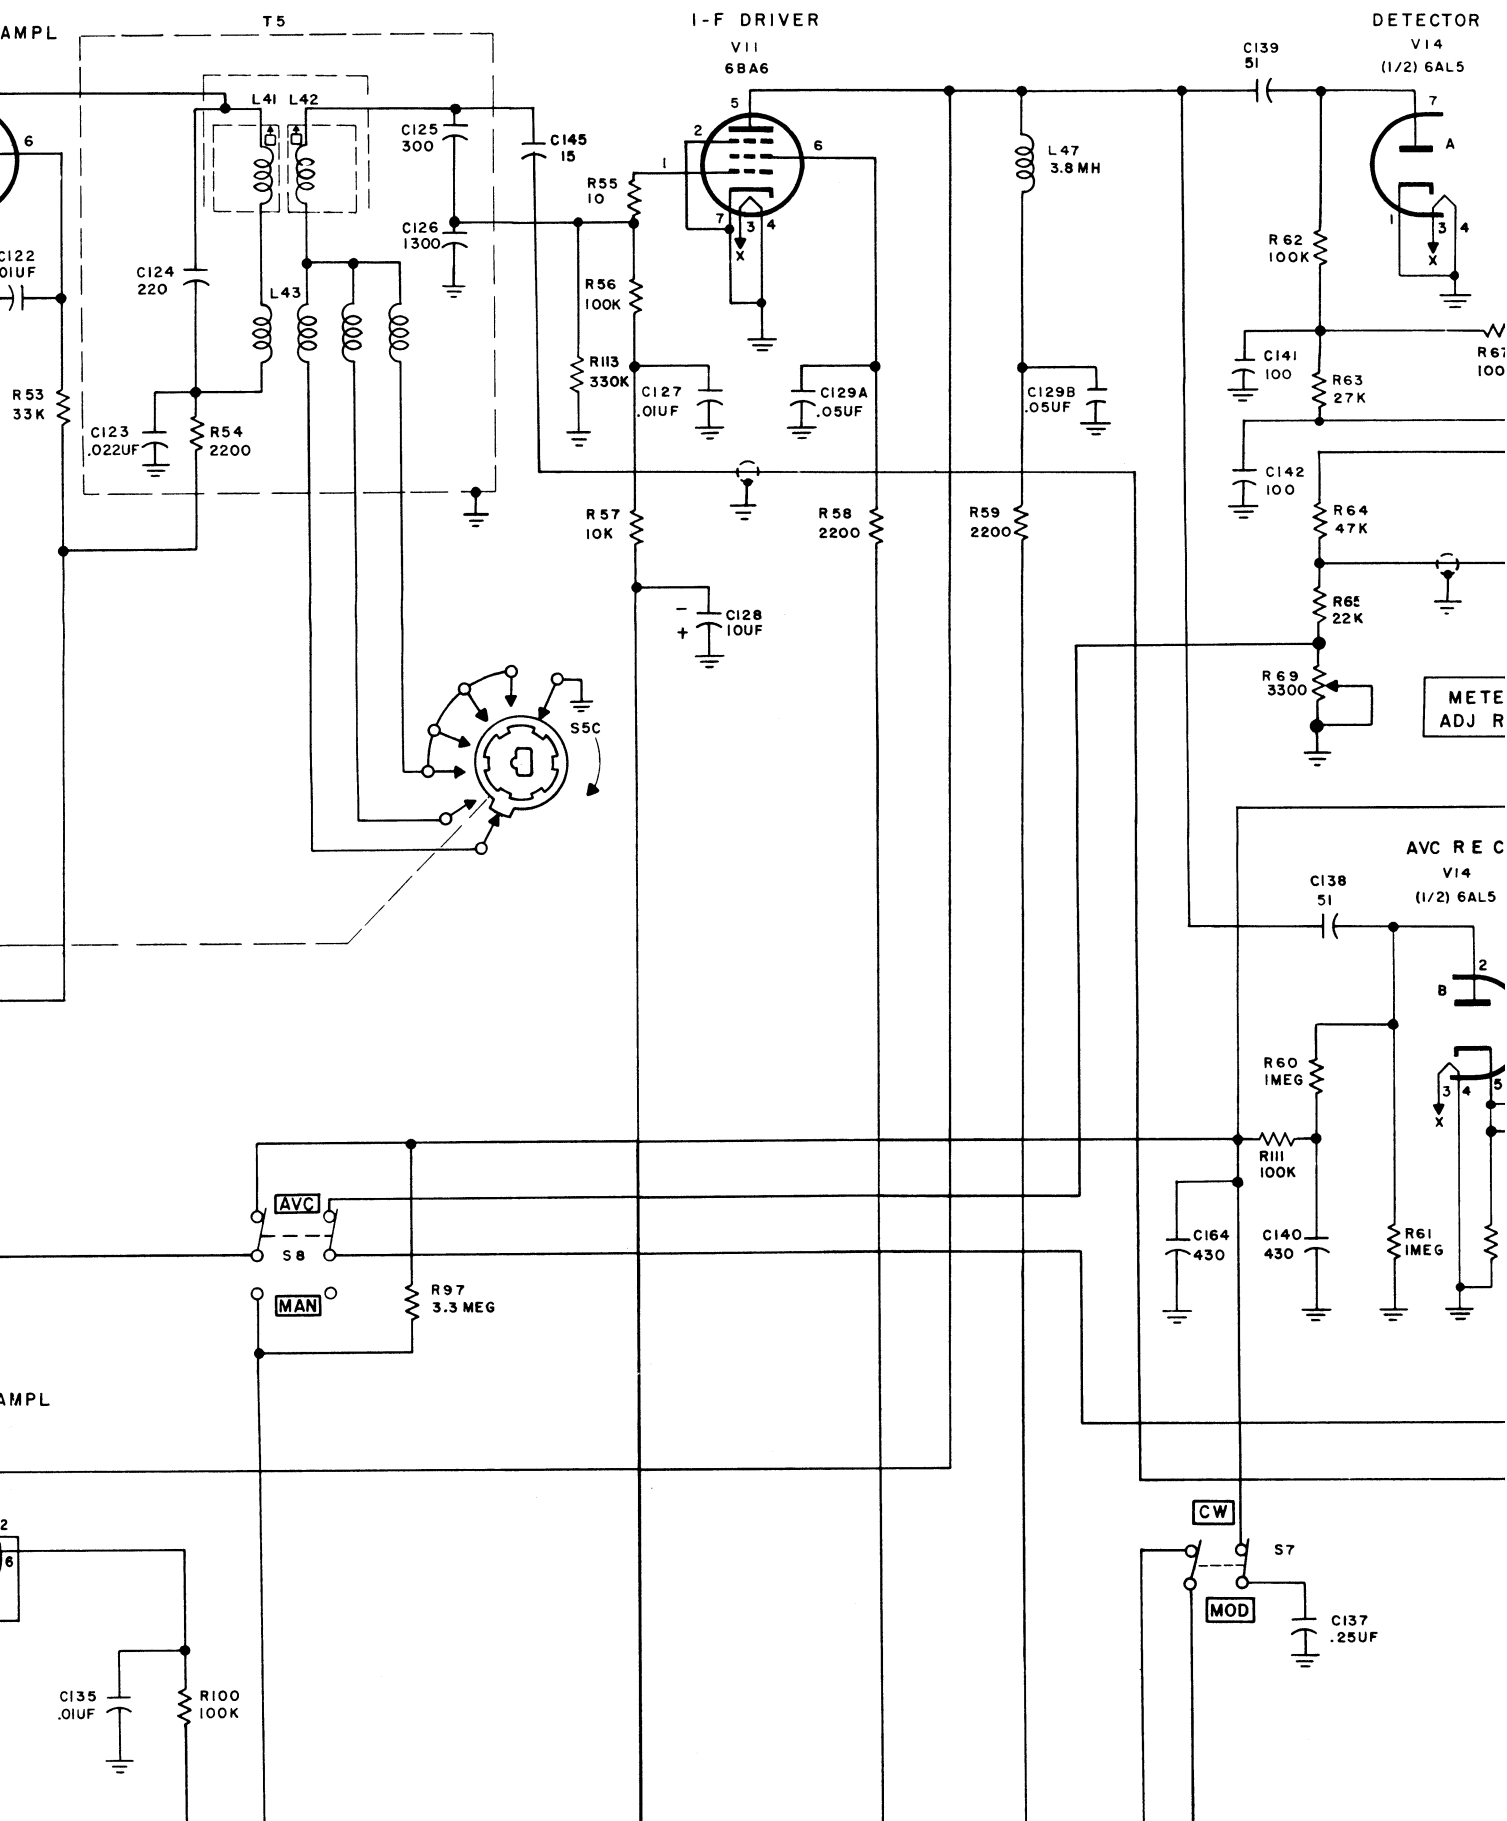 AMPL
T5
I-F DRIVER
V11
6BA6
DETECTOR
V14
(1/2) 6AL5
C139
51
L41 L42
5
7
C125
300
C145
15
2
6
A
6
1
L47
3.8MH
R55
10
7 3 4
X
1 3 4
X
C126
1300
R62
100K
C122
.01UF
C124
220
L43
R56
100K
R113
330K
C127
.01UF
C129A
.05UF
C129B
.05UF
C141
100
R67
100
R63
27K
R53
33K
C123
.022UF
R54
2200
C142
100
R57
10K
R58
2200
R59
2200
R64
47K
- 
+
C128
10UF
R65
22K
R69
3300
METE
ADJ R
S5C
AVC REC
V14
(1/2) 6AL5
C138
51
2
B
R60
1MEG
3 4 5
X
R111
100K
AVC
S8
MAN
R97
3.3 MEG
C164
430
C140
430
R61
1MEG
AMPL
CW
S7
MOD
C137
.25UF
2
6
C135
.01UF
R100
100K